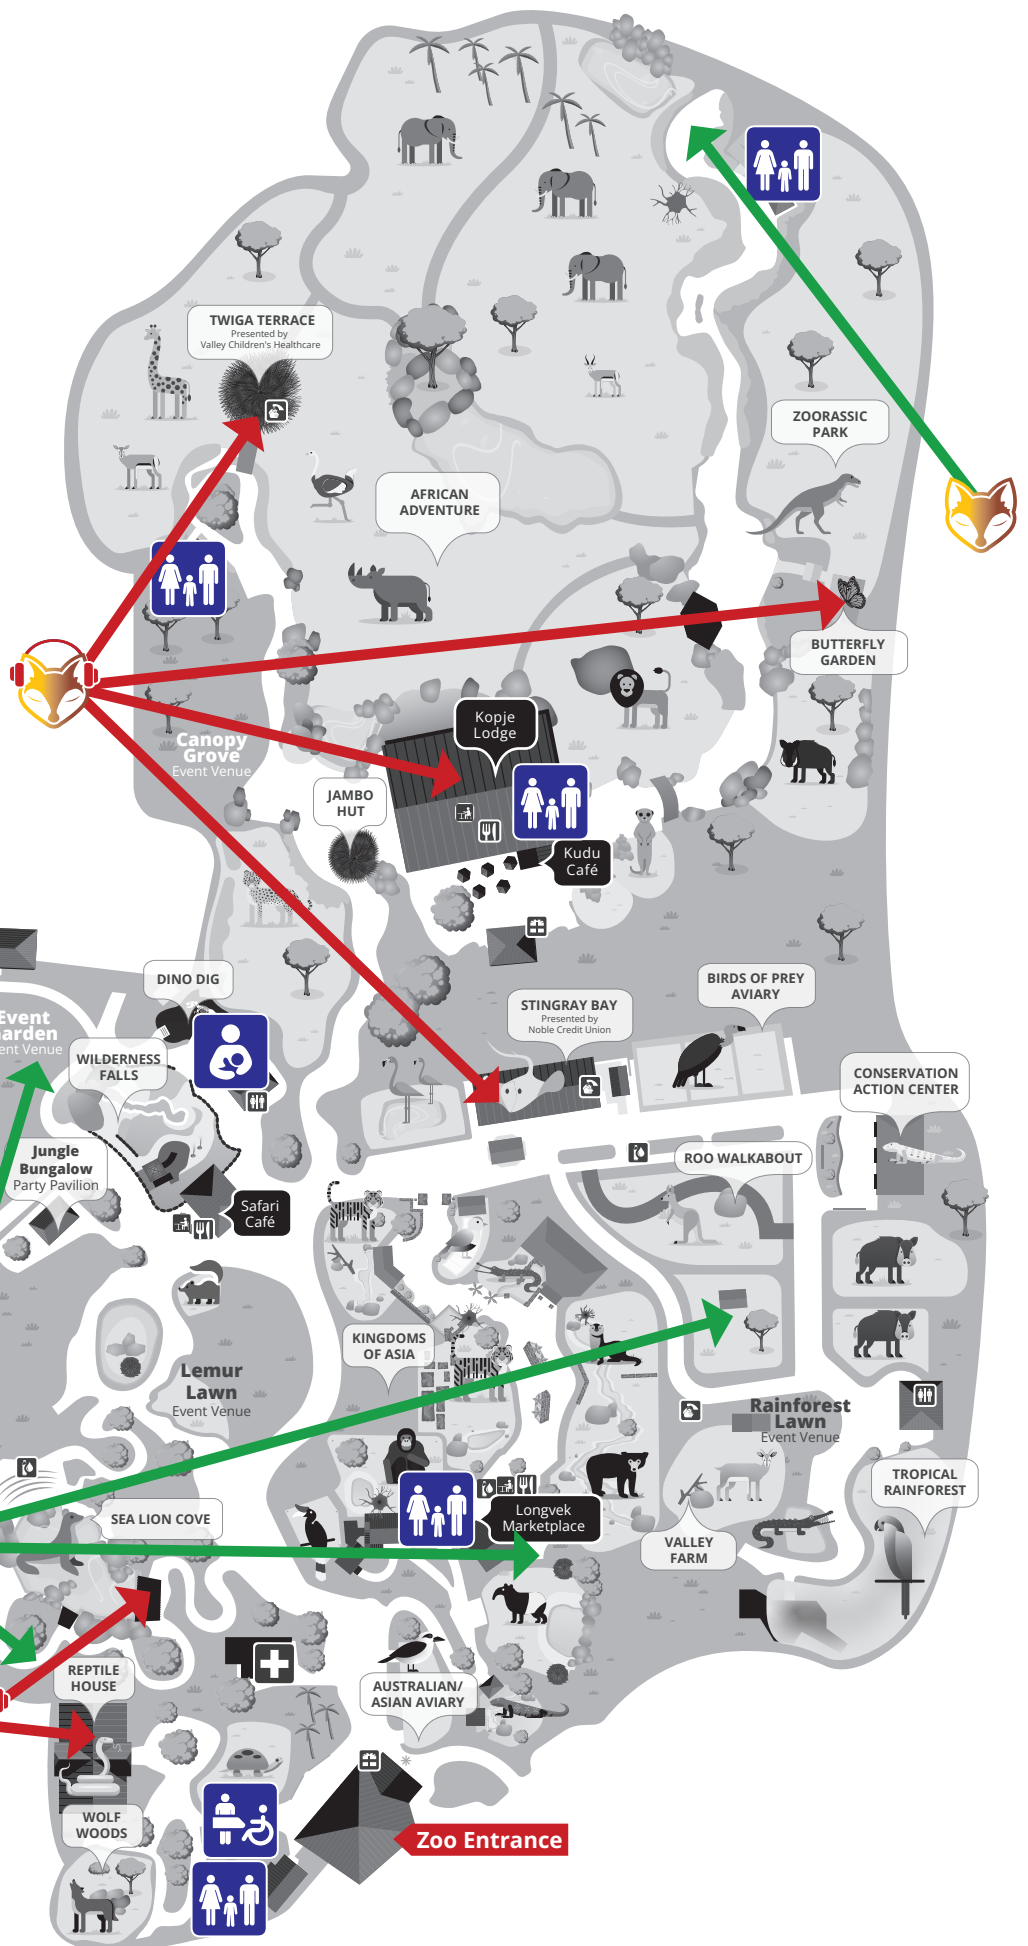 TWIGA TERRACE
Presented by
Valley Children's Healthcare
ZOORASSIC
PARK
AFRICAN
ADVENTURE
BUTTERFLY
GARDEN
Kopje
Lodge
Canopy
Grove
Event Venue
JAMBO
HUT
Kudu
Café
DINO DIG
BIRDS OF PREY
AVIARY
STINGRAY BAY
Presented by
Noble Credit Union
Event
arden
ent Venue
WILDERNESS
FALLS
CONSERVATION
ACTION CENTER
Jungle
Bungalow
Party Pavilion
ROO WALKABOUT
Safari
Café
KINGDOMS
OF ASIA
Lemur
Lawn
Event Venue
Rainforest
Lawn
Event Venue
TROPICAL
RAINFOREST
SEA LION COVE
Longvek
Marketplace
VALLEY
FARM
REPTILE
HOUSE
AUSTRALIAN/
ASIAN AVIARY
WOLF
WOODS
Zoo Entrance